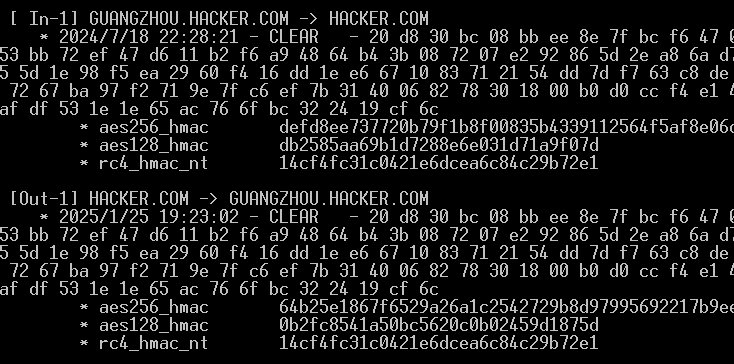 [ In-1] GUANGZHOU.HACKER.COM -> HACKER.COM
* 2024/7/18 22:28:21 - CLEAR - 20 d8 30 bc 08 bb ee 8e 7f bc f6 47
53 bb 72 ef 47 d6 11 b2 f6 a9 48 64 b4 3b 08 72 07 e2 92 86 5d 2e a8 6a
5 5d 1e 98 f5 ea 29 60 f4 16 dd 1e e6 67 10 83 71 21 54 dd 7d f7 63 c8 de
72 67 ba 97 f2 71 9e 7f c6 ef 7b 31 40 06 82 78 30 18 00 b0 d0 cc f4 e1
af df 53 1e 1e 65 ac 76 6f bc 32 24 19 cf 6c
* aes256_hmac defd8ee737720b79f1b8f00835b4339112564f5af8e06
* aes128_hmac db2585aa69b1d7288e6e031d71a9f07d
* rc4_hmac_nt 14cf4fc31c0421e6dcea6c84c29b72e1
[Out-1] HACKER.COM -> GUANGZHOU.HACKER.COM
* 2025/1/25 19:23:02 - CLEAR - 20 d8 30 bc 08 bb ee 8e 7f bc f6 47
53 bb 72 ef 47 d6 11 b2 f6 a9 48 64 b4 3b 08 72 07 e2 92 86 5d 2e a8 6a
5 5d 1e 98 f5 ea 29 60 f4 16 dd 1e e6 67 10 83 71 21 54 dd 7d f7 63 c8 de
72 67 ba 97 f2 71 9e 7f c6 ef 7b 31 40 06 82 78 30 18 00 b0 d0 cc f4 e1
af df 53 1e 1e 65 ac 76 6f bc 32 24 19 cf 6c
* aes256_hmac 64b25e1867f6529a26a1c2542729b8d97995692217b9ee
* aes128_hmac 0b2fc8541a50bc5620c0b02459d1875d
* rc4_hmac_nt 14cf4fc31c0421e6dcea6c84c29b72e1